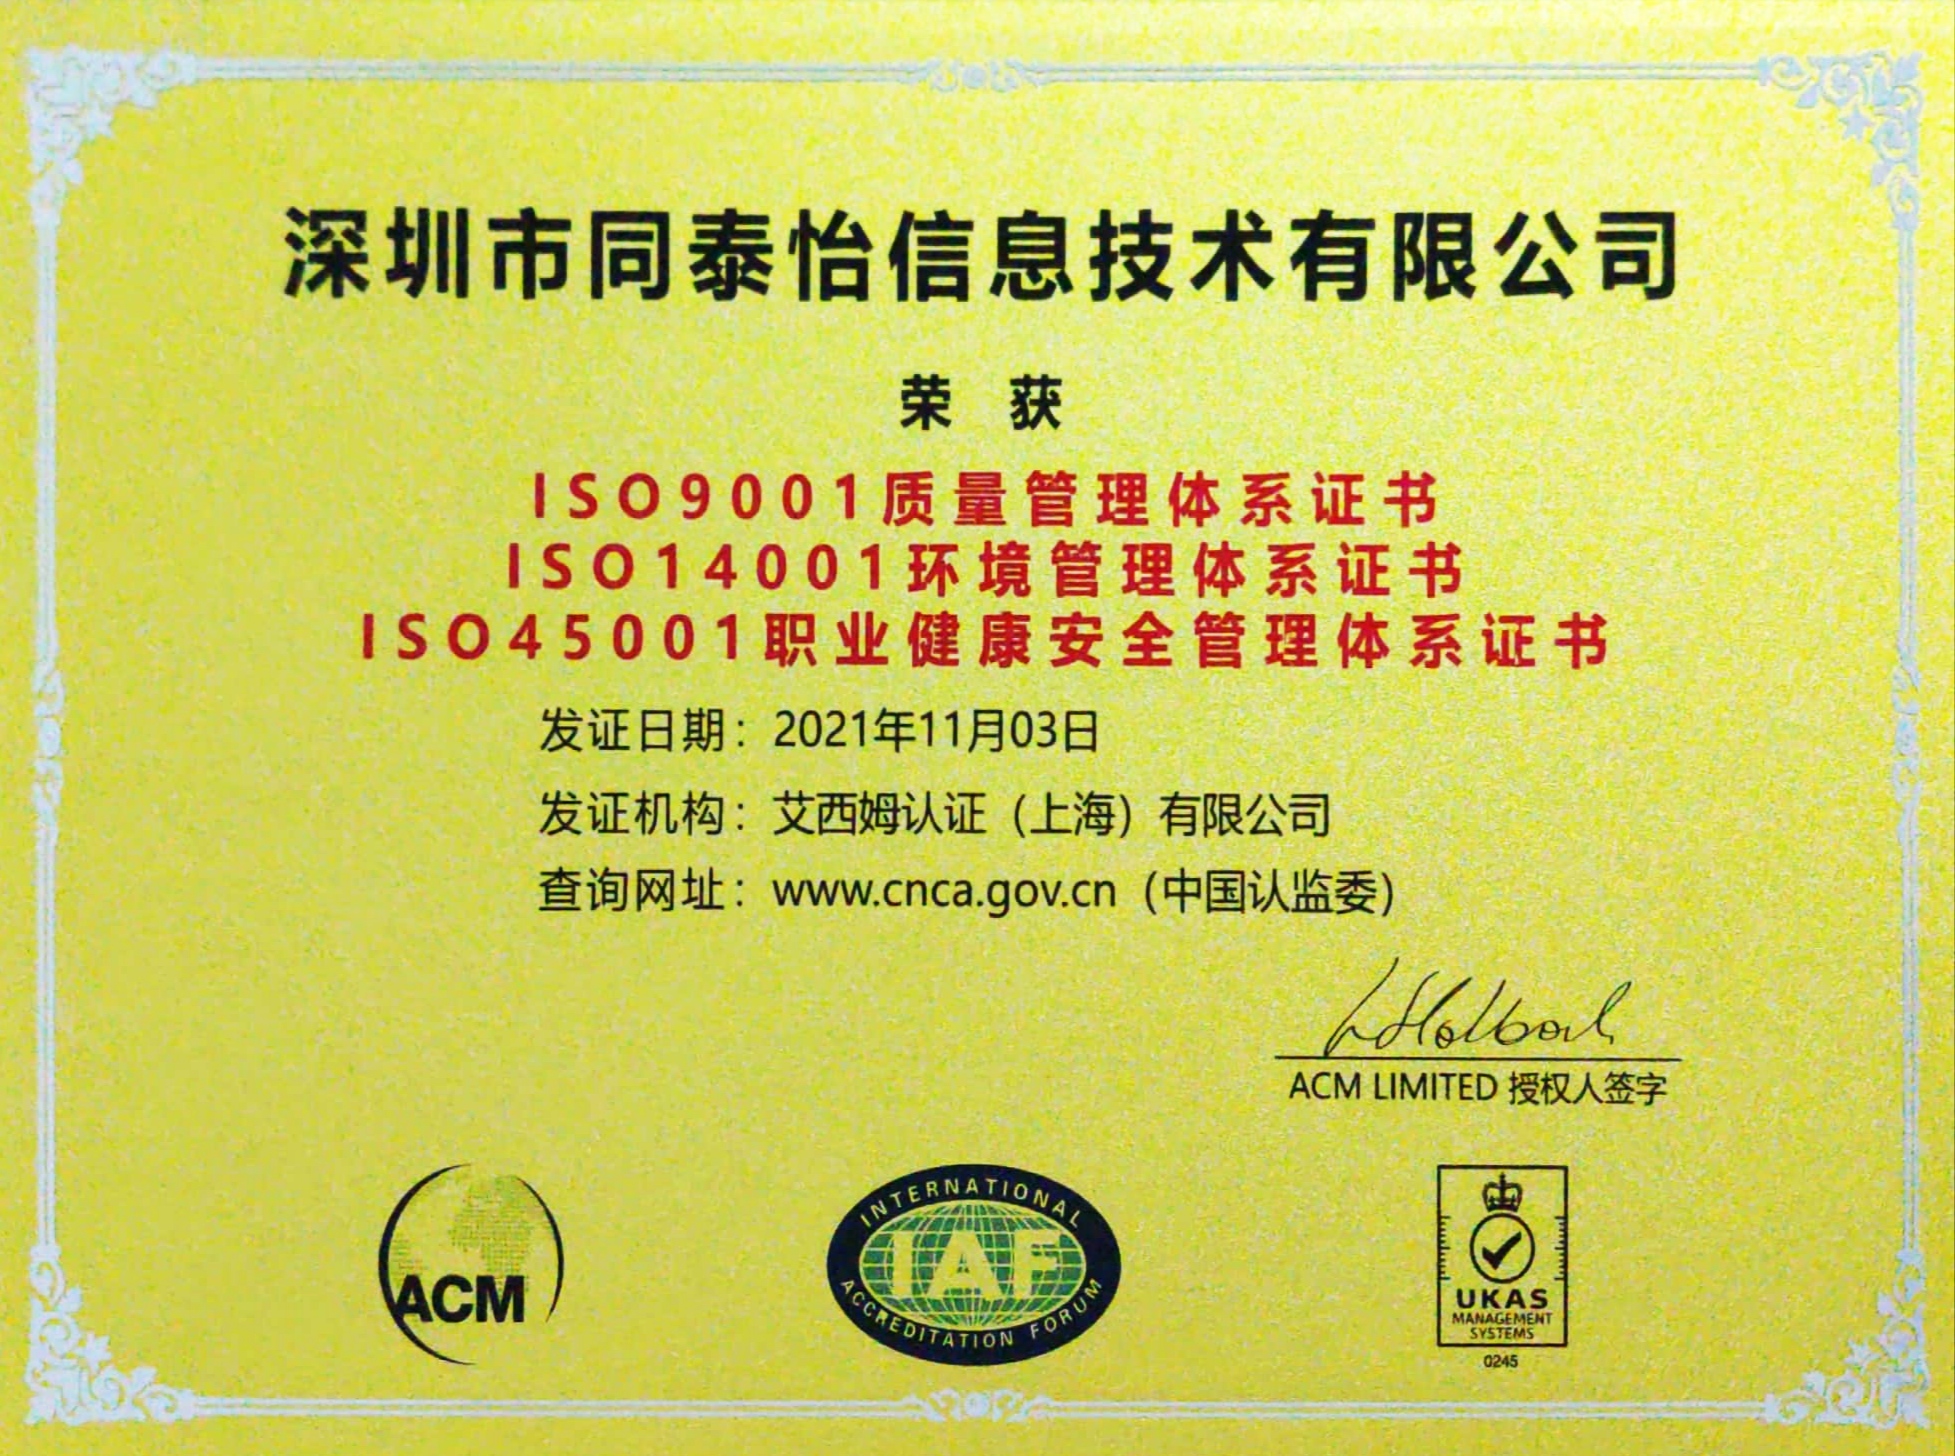 深圳市同泰怡信息技术有限公司
荣 获
ISO9001质量管理体系证书
ISO14001环境管理体系证书
ISO45001职业健康安全管理体系证书
发证日期：2021年11月03日
发证机构：艾西姆认证（上海）有限公司
查询网址：www.cnca.gov.cn（中国认监委）
ACM LIMITED 授权人签字
ACM
INTERNATIONAL
IAF
ACCREDITATION FORUM
UKAS
MANAGEMENT
SYSTEMS
0245